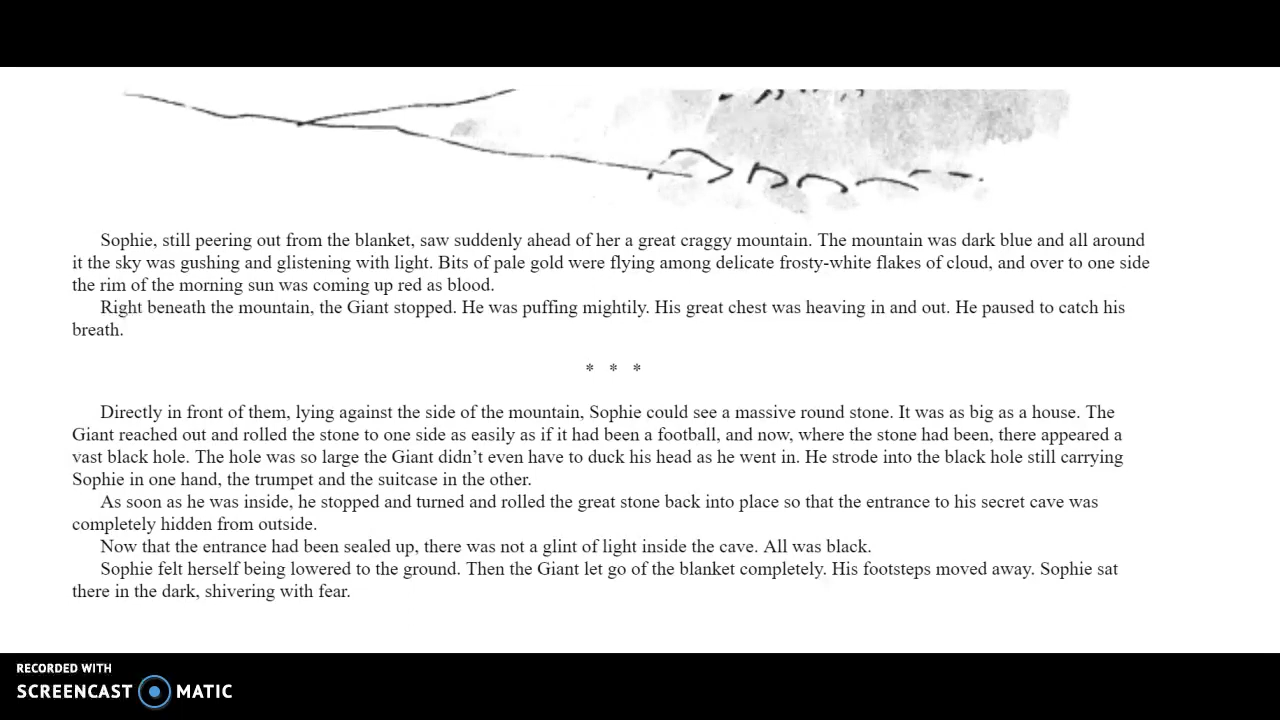 Sophie, still peering out from the blanket, saw suddenly ahead of her a great craggy mountain. The mountain was dark blue and all around
it the sky was gushing and glistening with light. Bits of pale gold were flying among delicate frosty-white flakes of cloud, and over to one side
the rim of the morning sun was coming up red as blood.
Right beneath the mountain, the Giant stopped. He was puffing mightily. His great chest was heaving in and out. He paused to catch his
breath.
* * *
Directly in front of them, lying against the side of the mountain, Sophie could see a massive round stone. It was as big as a house. The
Giant reached out and rolled the stone to one side as easily as if it had been a football, and now, where the stone had been, there appeared a
vast black hole. The hole was so large the Giant didn’t even have to duck his head as he went in. He strode into the black hole still carrying
Sophie in one hand, the trumpet and the suitcase in the other.
As soon as he was inside, he stopped and turned and rolled the great stone back into place so that the entrance to his secret cave was
completely hidden from outside.
Now that the entrance had been sealed up, there was not a glint of light inside the cave. All was black.
Sophie felt herself being lowered to the ground. Then the Giant let go of the blanket completely. His footsteps moved away. Sophie sat
there in the dark, shivering with fear.
RECORDED WITH
SCREENCAST MATIC